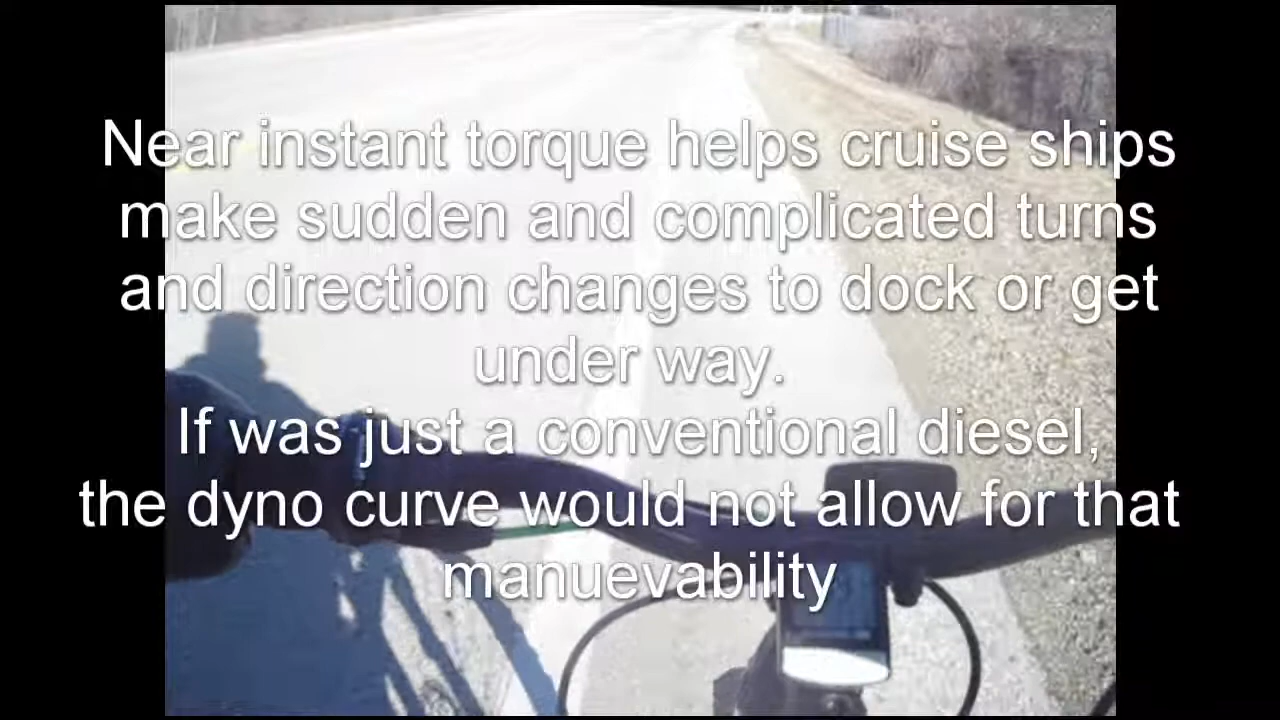 Near instant torque helps cruise ships
make sudden and complicated turns
and direction changes to dock or get
under way.
If was just a conventional diesel,
the dyno curve would not allow for that
manuevability